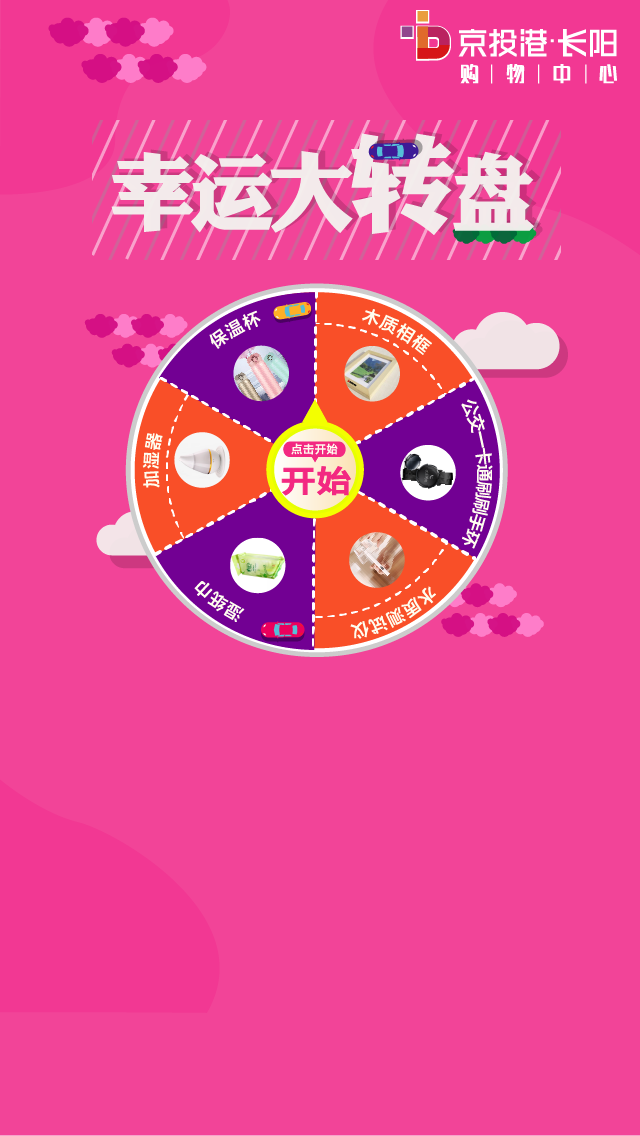 京投港·长阳
购物中心
幸运大转盘
保温杯
木质相框
公交一卡通刷刷手环
水质测试仪
湿纸巾
加湿器
点击开始
开始